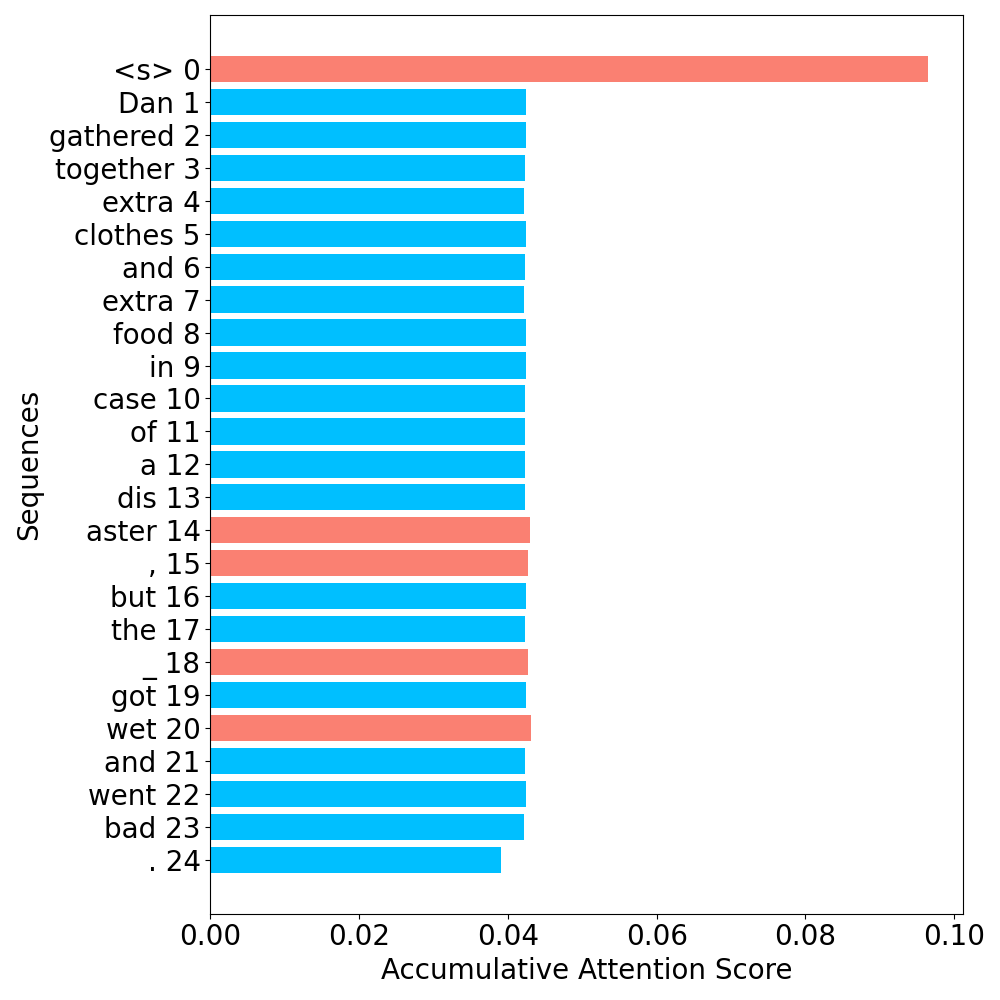 <s> 0
Dan 1
gathered 2
together 3
extra 4
clothes 5
and 6
extra 7
food 8
in 9
case 10
of 11
a 12
dis 13
aster 14
, 15
but 16
the 17
_ 18
got 19
wet 20
and 21
went 22
bad 23
. 24
Sequences
0.00 0.02 0.04 0.06 0.08 0.10
Accumulative Attention Score